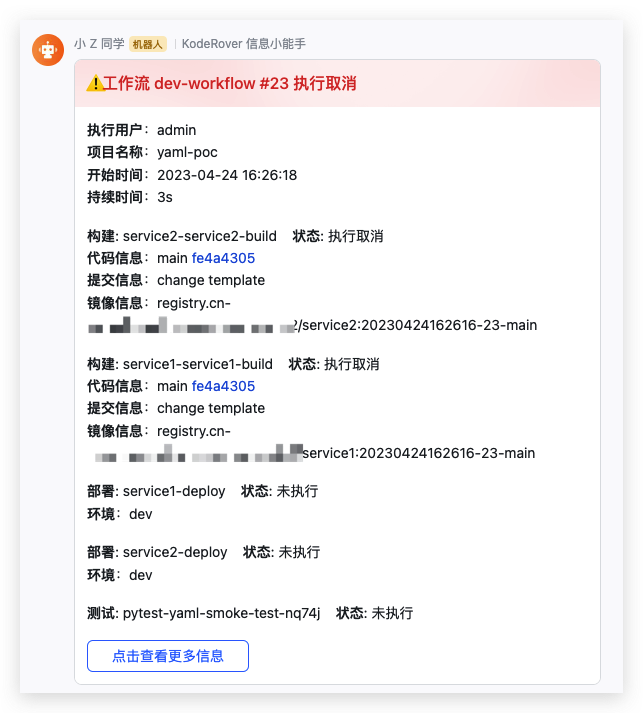 小 Z 同学 机器人 | KodeRover 信息小能手
工作流 dev-workflow #23 执行取消
执行用户：admin
项目名称：yaml-poc
开始时间：2023-04-24 16:26:18
持续时间：3s
构建: service2-service2-build 状态: 执行取消
代码信息：main fe4a4305
提交信息：change template
镜像信息：registry.cn-
/service2:20230424162616-23-main
构建: service1-service1-build 状态: 执行取消
代码信息：main fe4a4305
提交信息：change template
镜像信息：registry.cn-
service1:20230424162616-23-main
部署: service1-deploy 状态: 未执行
环境：dev
部署: service2-deploy 状态: 未执行
环境：dev
测试: pytest-yaml-smoke-test-nq74j 状态: 未执行
点击查看更多信息